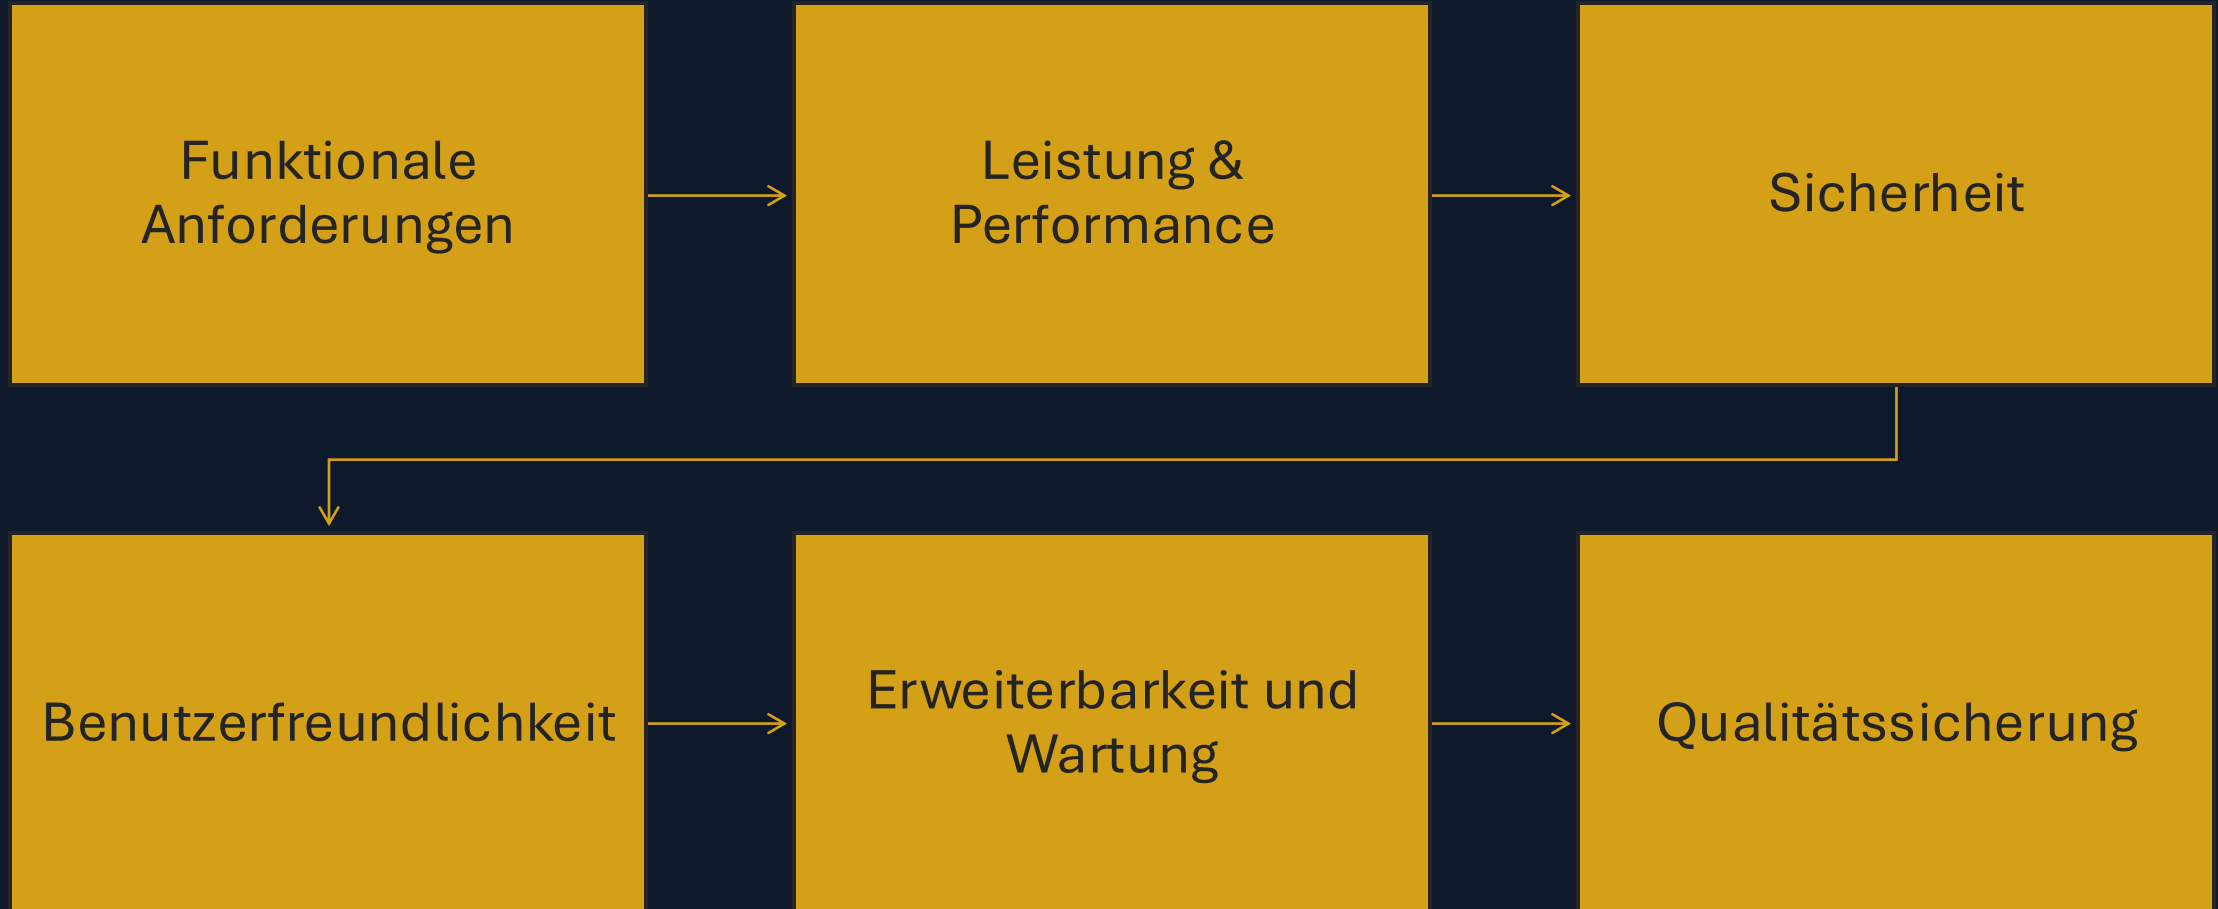 Funktionale
Anforderungen
Leistung &
Performance
Sicherheit
Benutzerfreundlichkeit
Erweiterbarkeit und
Wartung
Qualitätssicherung